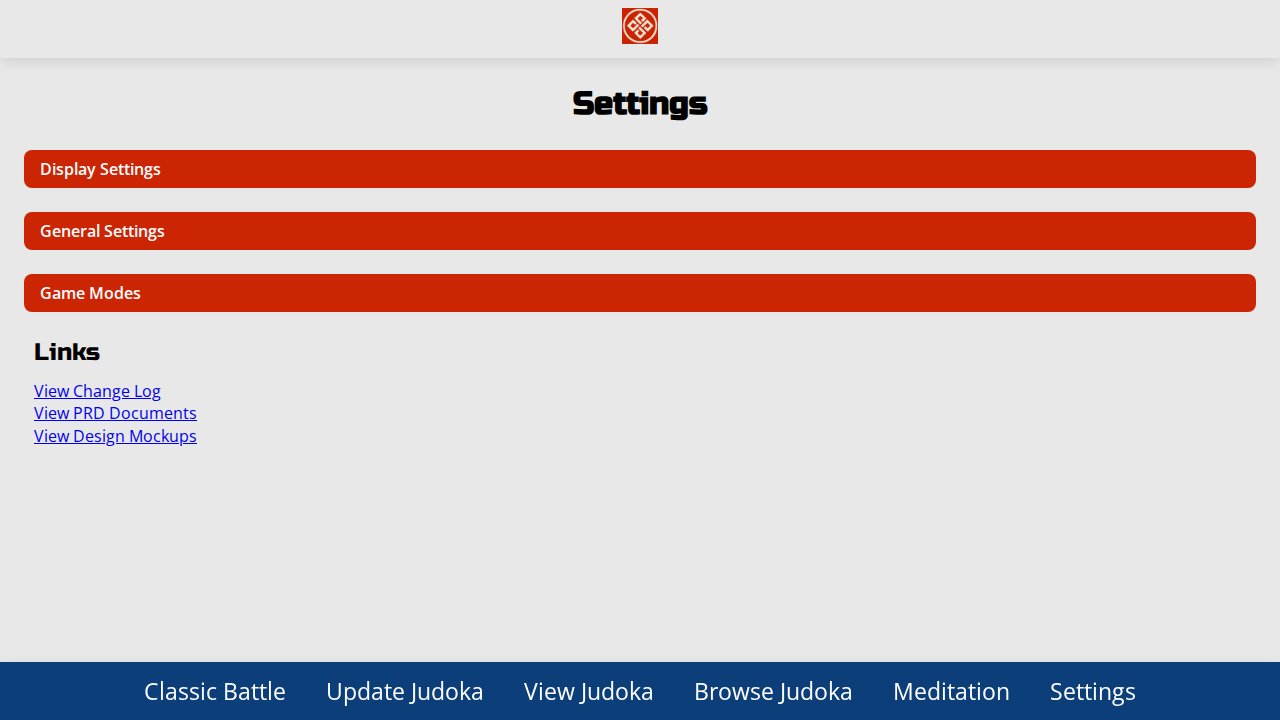 Settings
Display Settings
General Settings
Game Modes
Links
View Change Log
View PRD Documents
View Design Mockups
Classic Battle Update Judoka View Judoka Browse Judoka Meditation Settings